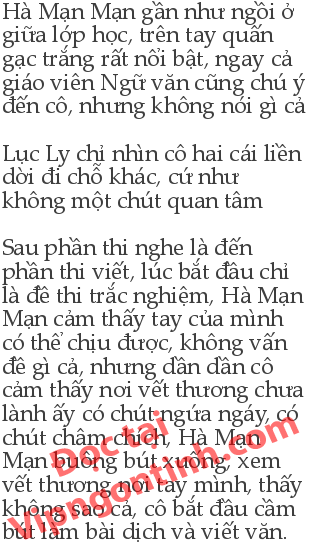 Hà Mạn Mạn gần như ngồi ở
giữa lớp học, trên tay quấn
gạc trắng rất nổi bật, ngay cả
giáo viên Ngữ văn cũng chú ý
đến cô, nhưng không nói gì cả
Lục Ly chỉ nhìn cô hai cái liền
dời đi chỗ khác, cứ như
không một chút quan tâm
Sau phần thi nghe là đến
phần thi viết, lúc bắt đầu chỉ
là đề thi trắc nghiệm, Hà Mạn
Mạn cảm thấy tay của mình
có thể chịu được, không vấn
đề gì cả, nhưng dần dần cô
cảm thấy nơi vết thương chưa
lành ấy có chút ngứa ngáy, có
chút châm chích, Hà Mạn
Mạn buông bút xuống, xem
vết thương nơi tay mình, thấy
không sao cả, cô bắt đầu cầm
bút làm bài dịch và viết văn.
Đọc tại
Vipngontinh.com